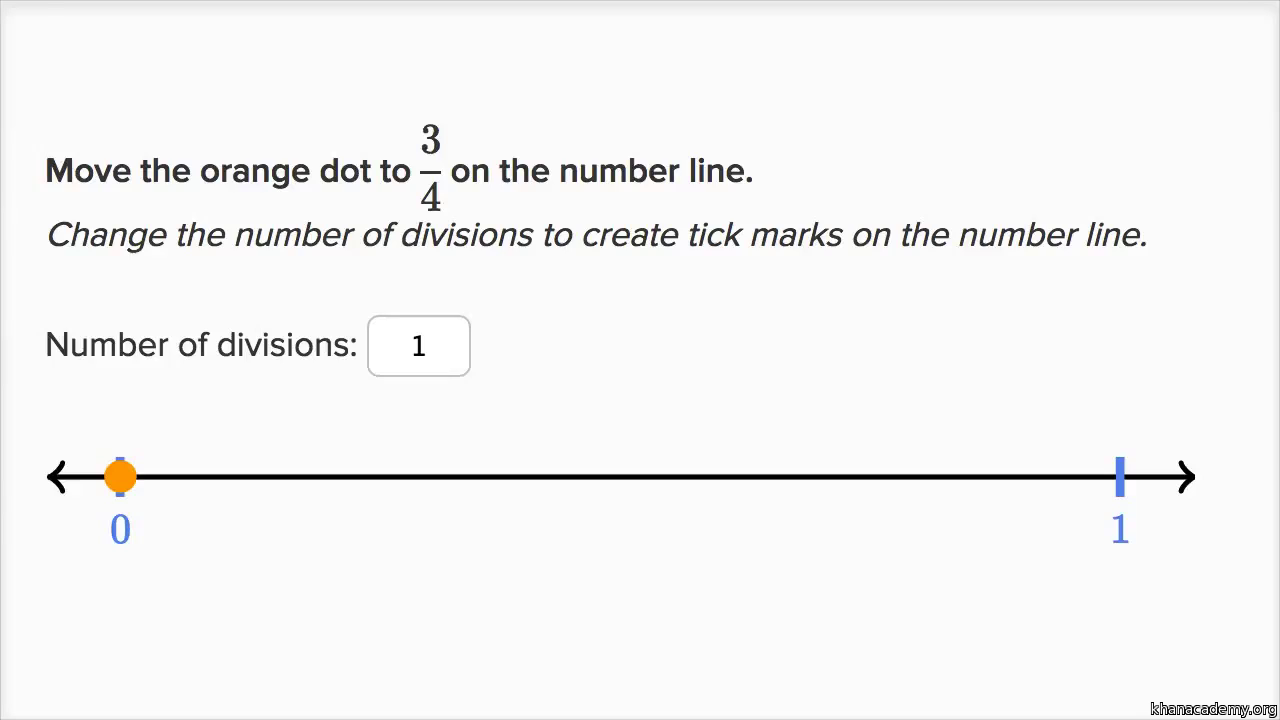 Move the orange dot to 3/4 on the number line.
Change the number of divisions to create tick marks on the number line.
Number of divisions: 1
0 1
khanacademy.org